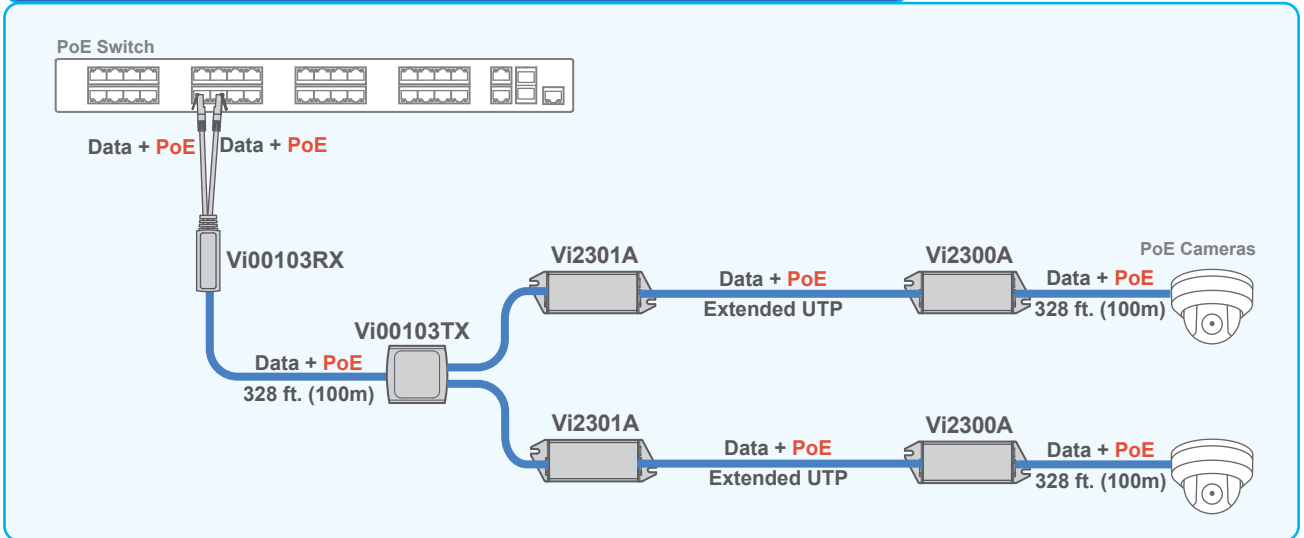 PoE Switch
Data + PoE
Data + PoE
Vi00103RX
Vi00103TX
Data + PoE
328 ft. (100m)
Vi2301A
Data + PoE
Extended UTP
Vi2300A
Data + PoE
328 ft. (100m)
PoE Cameras
Vi2301A
Data + PoE
Extended UTP
Vi2300A
Data + PoE
328 ft. (100m)